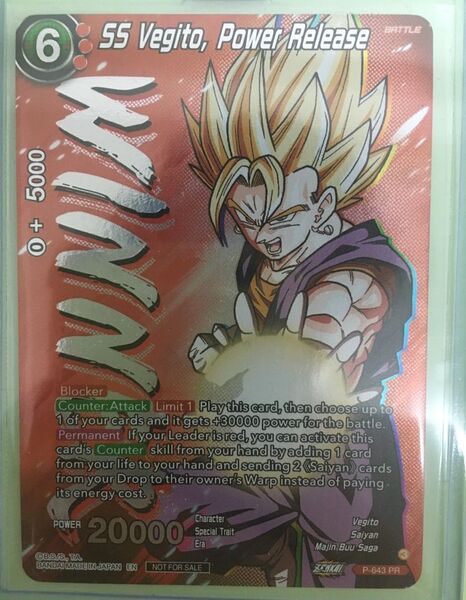 6
SS Vegito, Power Release
BATTLE
0 + 5000
WINNER
Blocker
Counter:Attack Limit 1 Play this card, then choose up to
1 of your cards and it gets +30000 power for the battle.
Permanent If your Leader is red, you can activate this
card's Counter skill from your hand by adding 1 card
from your life to your hand and sending 2 《Saiyan》 cards
from your Drop to their owner's Warp instead of paying
its energy cost.
POWER 20000
Character Vegito
Special Trait Saiyan
Era Majin Buu Saga
©B.S./S., T.A.
BANDAI MADE IN JAPAN EN NOT FOR SALE
ZENKAI
P-643 PR